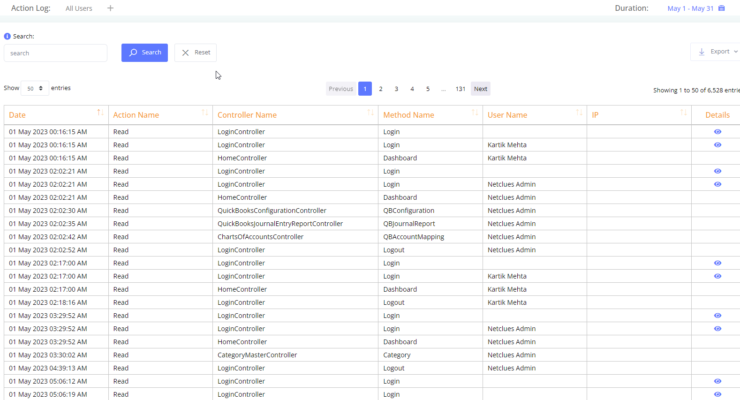 Action Log: All Users + Duration: May 1 - May 31
Search:
search Search Reset Export
Show 50 entries Previous 1 2 3 4 5 ... 131 Next Showing 1 to 50 of 6,528 entries
Date Action Name Controller Name Method Name User Name IP Details
01 May 2023 00:16:15 AM Read LoginController Login
01 May 2023 00:16:15 AM Read LoginController Login Kartik Mehta
01 May 2023 00:16:15 AM Read HomeController Dashboard Kartik Mehta
01 May 2023 02:02:21 AM Read LoginController Login
01 May 2023 02:02:21 AM Read LoginController Login Netclues Admin
01 May 2023 02:02:21 AM Read HomeController Dashboard Netclues Admin
01 May 2023 02:02:30 AM Read QuickBooksConfigurationController QBConfiguration Netclues Admin
01 May 2023 02:02:35 AM Read QuickBooksJournalEntryReportController QBJournalReport Netclues Admin
01 May 2023 02:02:42 AM Read ChartsOfAccountsController QBAccountMapping Netclues Admin
01 May 2023 02:02:52 AM Read LoginController Logout Netclues Admin
01 May 2023 02:17:00 AM Read LoginController Login
01 May 2023 02:17:00 AM Read LoginController Login Kartik Mehta
01 May 2023 02:17:00 AM Read HomeController Dashboard Kartik Mehta
01 May 2023 02:18:16 AM Read LoginController Logout Kartik Mehta
01 May 2023 03:29:52 AM Read LoginController Login
01 May 2023 03:29:52 AM Read LoginController Login Netclues Admin
01 May 2023 03:29:52 AM Read HomeController Dashboard Netclues Admin
01 May 2023 03:30:02 AM Read CategoryMasterController Category Netclues Admin
01 May 2023 04:39:13 AM Read LoginController Logout Netclues Admin
01 May 2023 05:06:12 AM Read LoginController Login
01 May 2023 05:06:19 AM Read LoginController Login